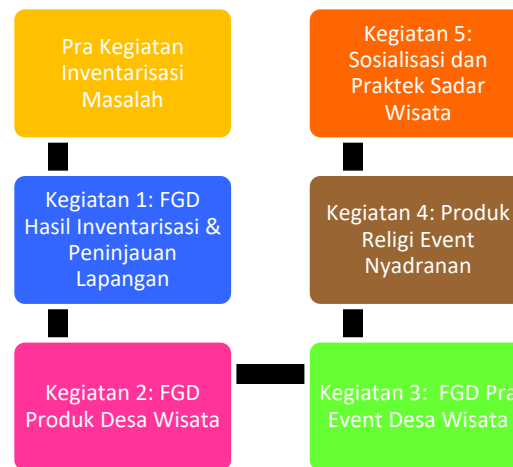 Pra Kegiatan
Inventarisasi
Masalah
Kegiatan 1: FGD
Hasil Inventarisasi &
Peninjauan
Lapangan
Kegiatan 2: FGD
Produk Desa Wisata
Kegiatan 3:  FGD Pra
Event Desa Wisata
Kegiatan 4: Produk
Religi Event
Nyadranan
Kegiatan 5:
Sosialisasi dan
Praktek Sadar
Wisata